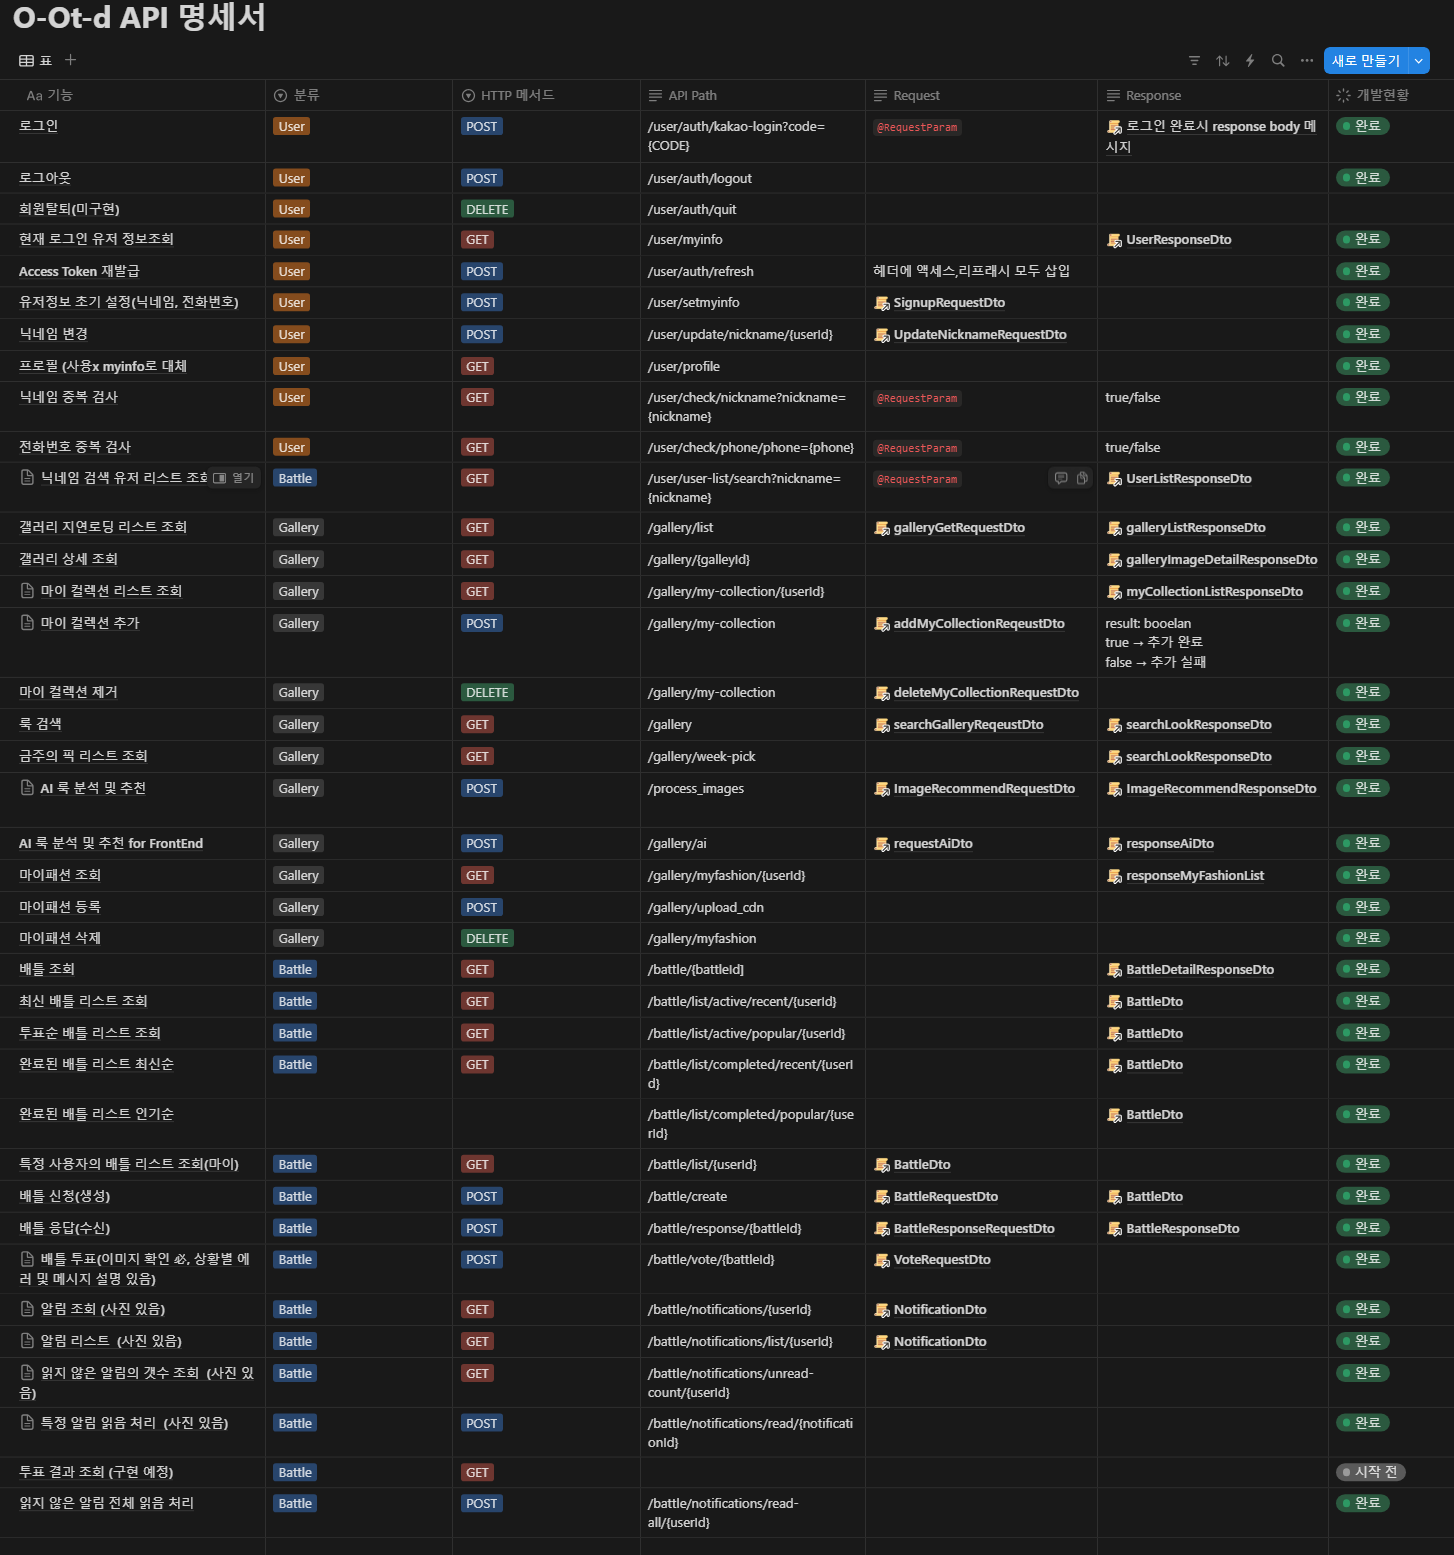 O-Ot-d API 명세서
표
새로 만들기
Aa 기능 분류 HTTP 메서드 API Path Request Response 개발현황
로그인 User POST /user/auth/kakao-login?code= @RequestParam 로그인 완료시 response body 메 완료
{CODE} 시지
로그아웃 User POST /user/auth/logout 완료
회원탈퇴(미구현) User DELETE /user/auth/quit
현재 로그인 유저 정보조회 User GET /user/myinfo UserResponseDto 완료
Access Token 재발급 User POST /user/auth/refresh 헤더에 액세스,리프래시 모두 삽입 완료
유저정보 초기 설정(닉네임, 전화번호) User POST /user/setmyinfo SignupRequestDto 완료
닉네임 변경 User POST /user/update/nickname/{userId} UpdateNicknameRequestDto 완료
프로필 (사용x myinfo로 대체 User GET /user/profile 완료
닉네임 중복 검사 User GET /user/check/nickname?nickname= @RequestParam true/false 완료
{nickname}
전화번호 중복 검사 User GET /user/check/phone/phone={phone} @RequestParam true/false 완료
닉네임 검색 유저 리스트 조회 열기 Battle GET /user/user-list/search?nickname= @RequestParam UserListResponseDto 완료
{nickname}
갤러리 지연로딩 리스트 조회 Gallery GET /gallery/list galleryGetRequestDto galleryListResponseDto 완료
갤러리 상세 조회 Gallery GET /gallery/{galleyId} galleryImageDetailResponseDto 완료
마이 컬렉션 리스트 조회 Gallery GET /gallery/my-collection/{userId} myCollectionListResponseDto 완료
마이 컬렉션 추가 Gallery POST /gallery/my-collection addMyCollectionReqeustDto result: booelan 완료
true → 추가 완료
false → 추가 실패
마이 컬렉션 제거 Gallery DELETE /gallery/my-collection deleteMyCollectionRequestDto 완료
룩 검색 Gallery GET /gallery searchGalleryReqeustDto searchLookResponseDto 완료
금주의 픽 리스트 조회 Gallery GET /gallery/week-pick searchLookResponseDto 완료
AI 룩 분석 및 추천 Gallery POST /process_images ImageRecommendRequestDto ImageRecommendResponseDto 완료
AI 룩 분석 및 추천 for FrontEnd Gallery POST /gallery/ai requestAiDto responseAiDto 완료
마이패션 조회 Gallery GET /gallery/myfashion/{userId} responseMyFashionList 완료
마이패션 등록 Gallery POST /gallery/upload_cdn 완료
마이패션 삭제 Gallery DELETE /gallery/myfashion 완료
배틀 조회 Battle GET /battle/{battleId] BattleDetailResponseDto 완료
최신 배틀 리스트 조회 Battle GET /battle/list/active/recent/{userId} BattleDto 완료
투표순 배틀 리스트 조회 Battle GET /battle/list/active/popular/{userId} BattleDto 완료
완료된 배틀 리스트 최신순 Battle GET /battle/list/completed/recent/{userI BattleDto 완료
d}
완료된 배틀 리스트 인기순 /battle/list/completed/popular/{use BattleDto 완료
rId}
특정 사용자의 배틀 리스트 조회(마이) Battle GET /battle/list/{userId} BattleDto 완료
배틀 신청(생성) Battle POST /battle/create BattleRequestDto BattleDto 완료
배틀 응답(수신) Battle POST /battle/response/{battleId} BattleResponseRequestDto BattleResponseDto 완료
배틀 투표(이미지 확인 必, 상황별 에 Battle POST /battle/vote/{battleId} VoteRequestDto 완료
러 및 메시지 설명 있음)
알림 조회 (사진 있음) Battle GET /battle/notifications/{userId} NotificationDto 완료
알림 리스트 (사진 있음) Battle GET /battle/notifications/list/{userId} NotificationDto 완료
읽지 않은 알림의 갯수 조회 (사진 있 Battle GET /battle/notifications/unread- 완료
음) count/{userId}
특정 알림 읽음 처리 (사진 있음) Battle POST /battle/notifications/read/{notificati 완료
onId}
투표 결과 조회 (구현 예정) Battle GET 시작 전
읽지 않은 알림 전체 읽음 처리 Battle POST /battle/notifications/read- 완료
all/{userId}